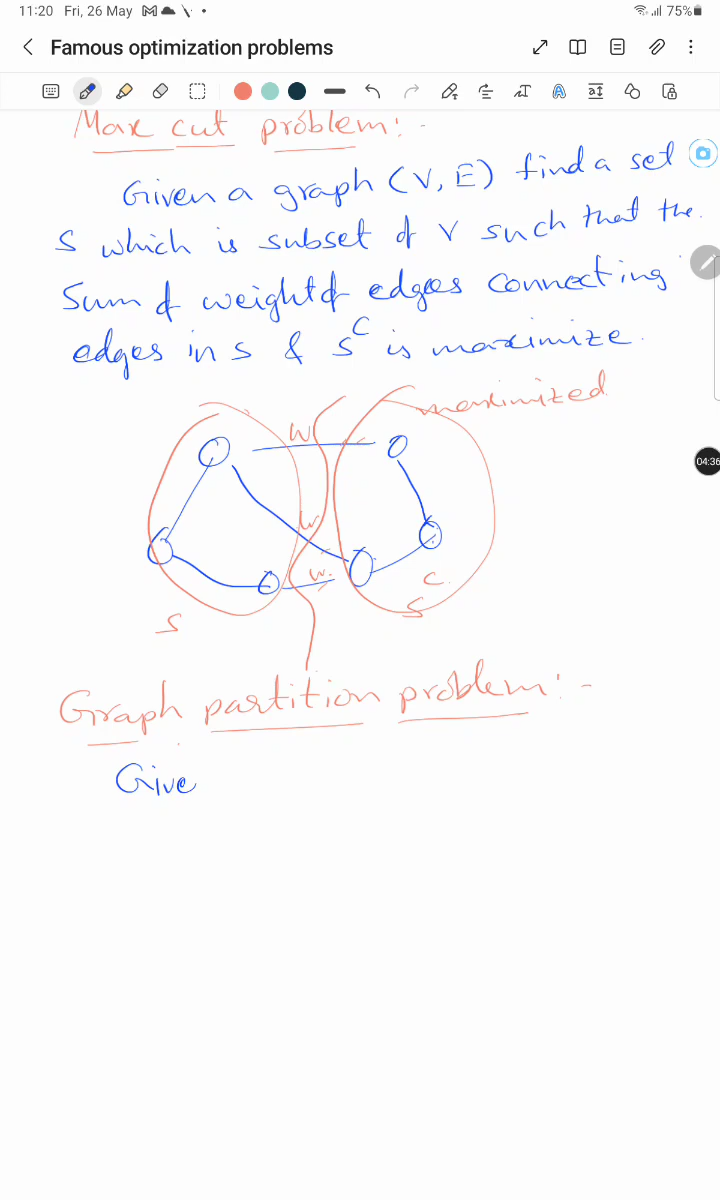 11:20 Fri, 26 May 75%
Famous optimization problems
Max cut problem:-
Given a graph (V, E) find a set
S which is subset of V such that the
Sum of weight of edges connecting
edges in s & s^c is maximize.
maximized
W
W
W.
S
S^c.
04:36
Graph partition problem:-
Give